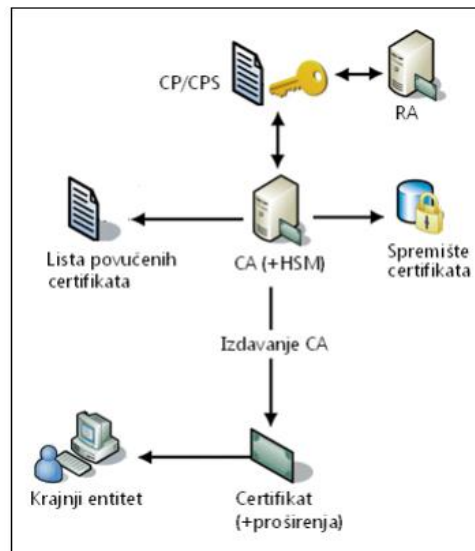 CP/CPS
RA
Lista povučenih
certifikata
CA (+HSM)
Spremište
certifikata
Izdavanje CA
Krajnji entitet
Certifikat
(+proširenja)